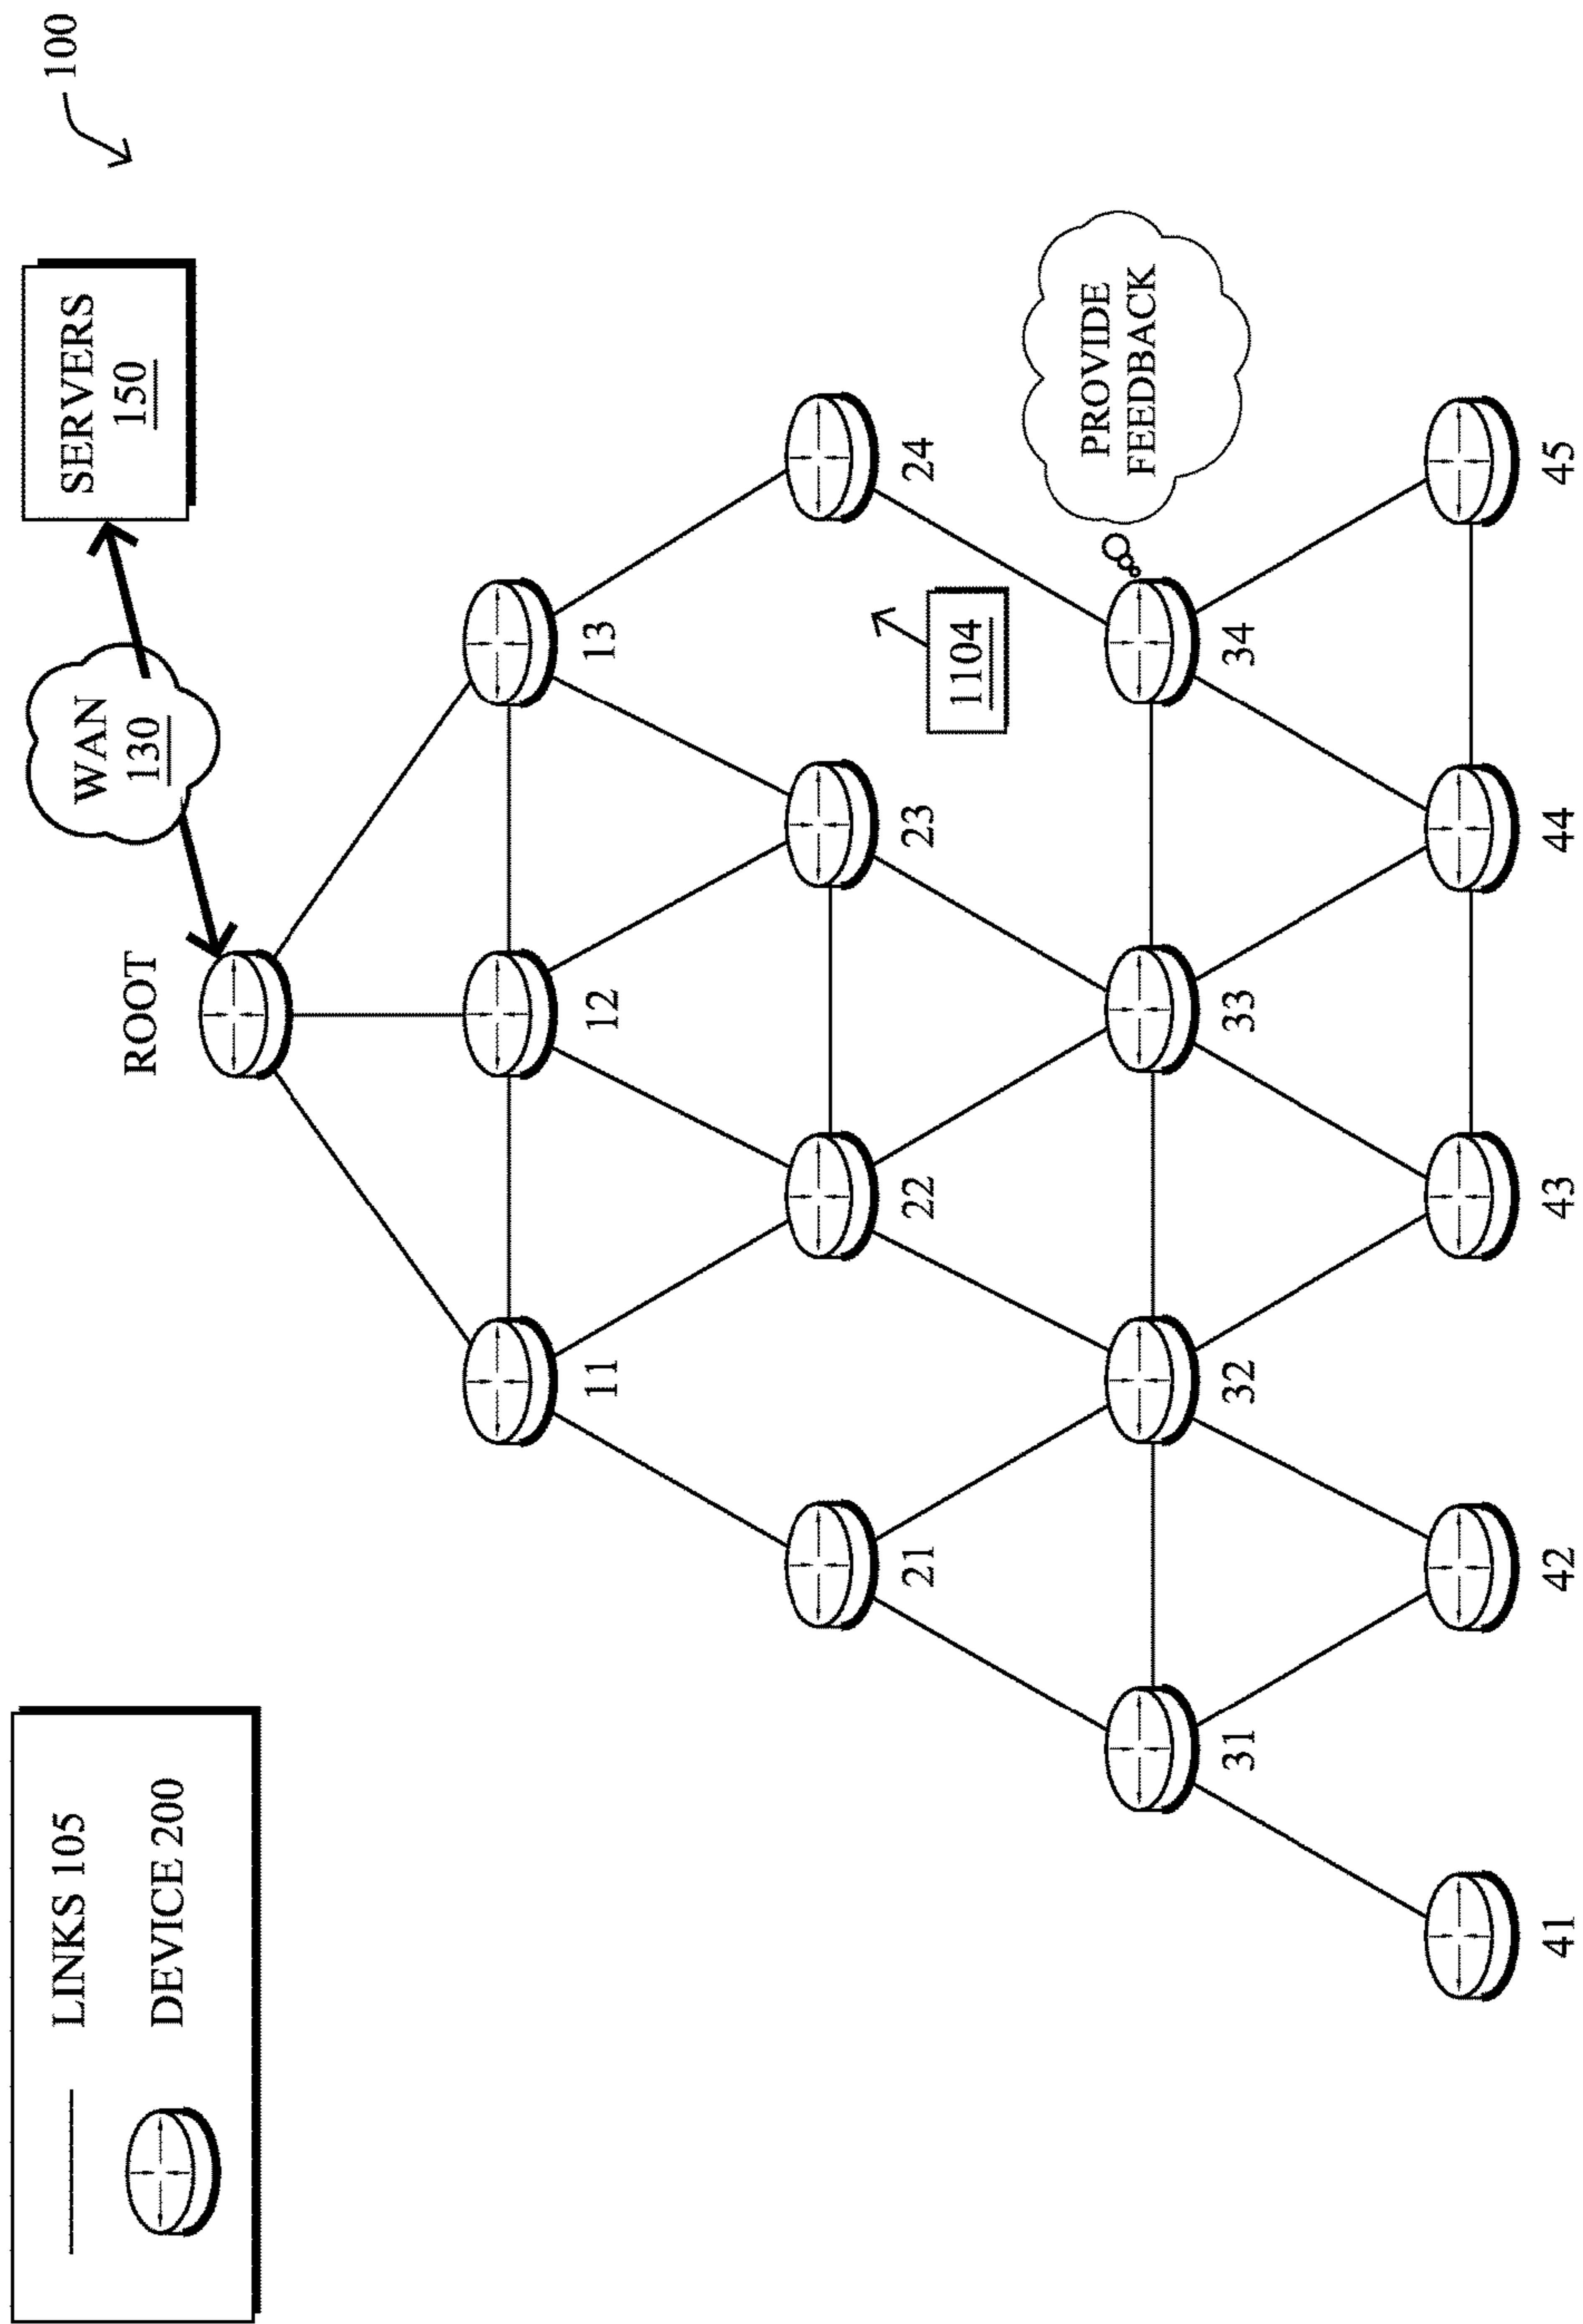 LINKS 105
DEVICE 200
100
SERVERS
150
WAN
130
ROOT
11
12
13
21
22
23
24
1104
PROVIDE
FEEDBACK
31
32
33
34
41
42
43
44
45